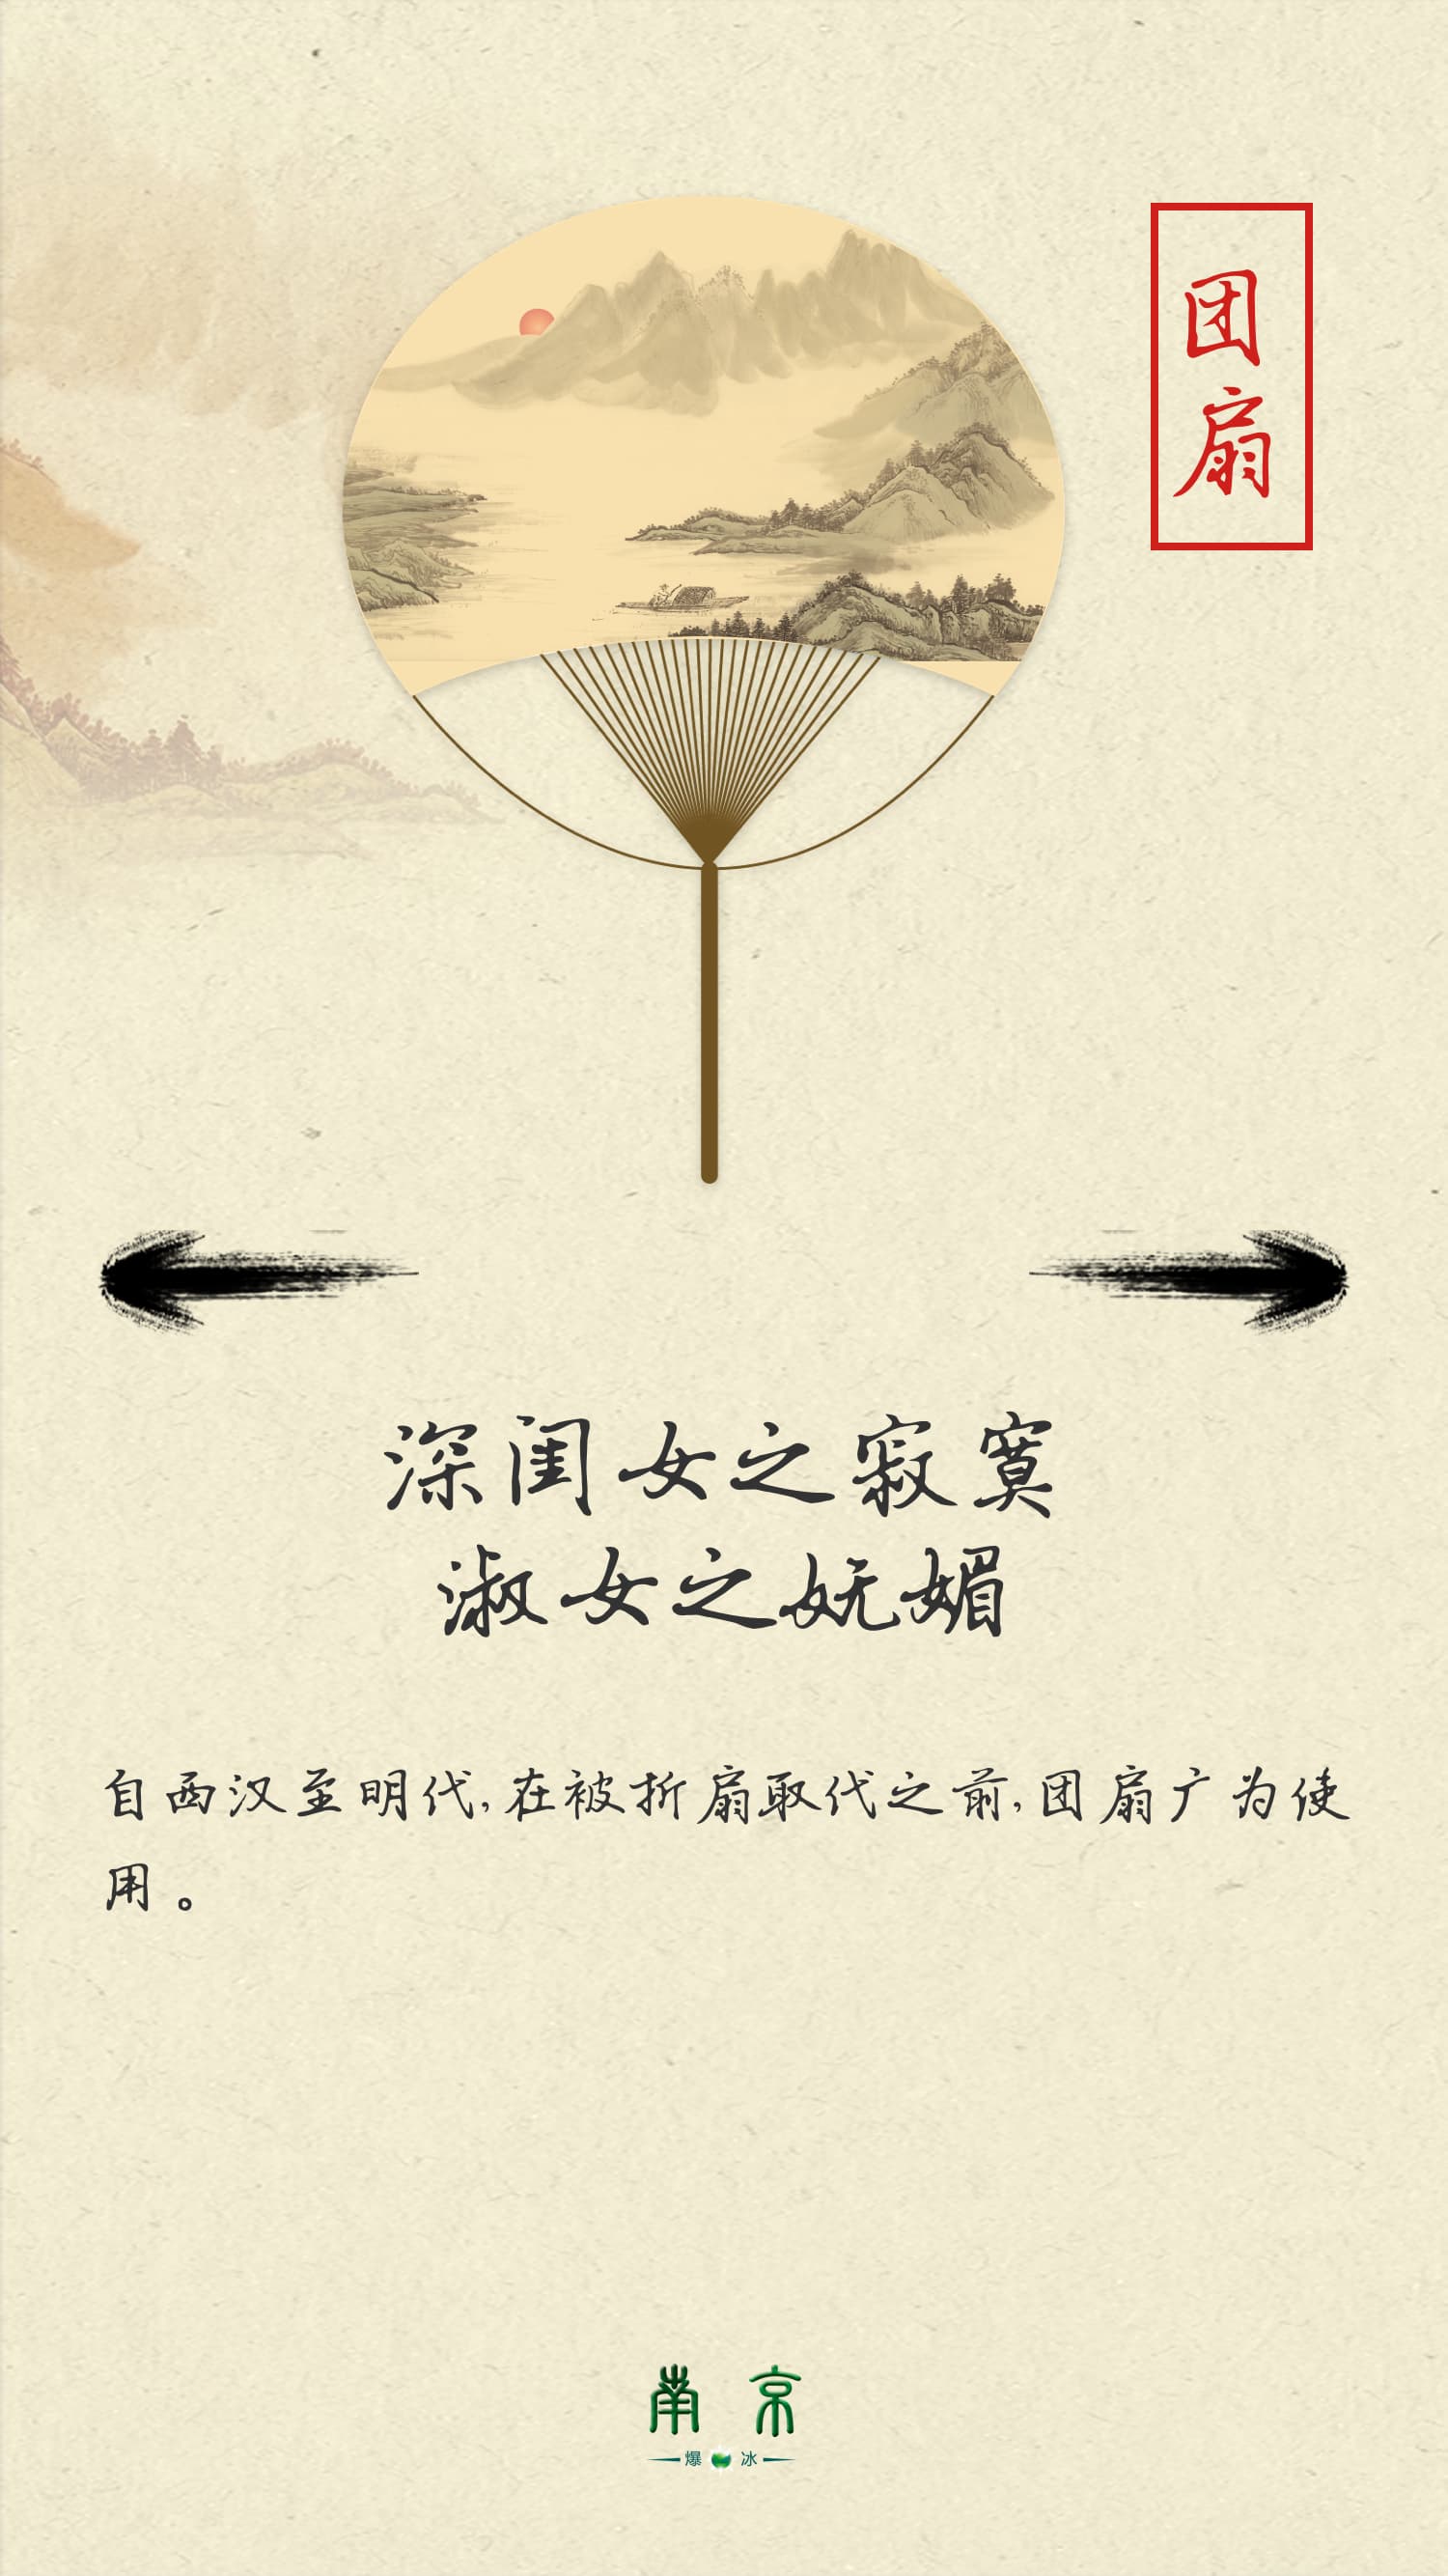 团扇
深闺女之寂寞
淑女之妩媚
自西汉至明代,在被折扇取代之前,团扇广为使
用。
南京
爆冰